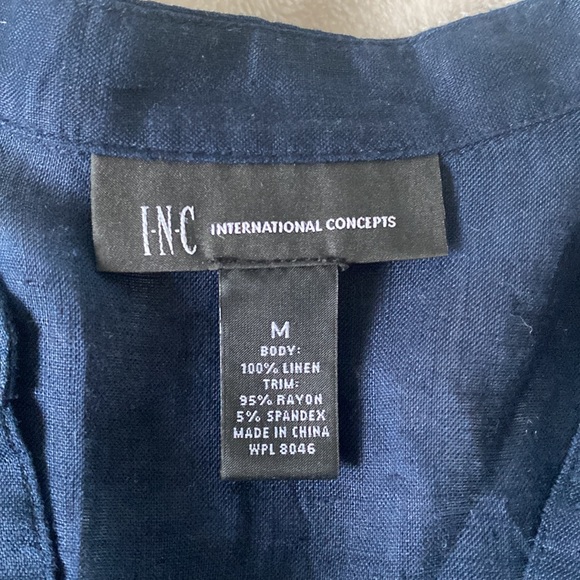 I·N·C INTERNATIONAL CONCEPTS
M
BODY:
100% LINEN
TRIM:
95% RAYON
5% SPANDEX
MADE IN CHINA
WPL 8046